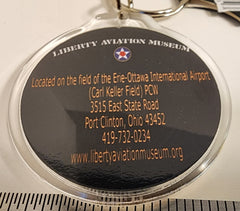 LIBERTY AVIATION MUSEUM
Located on the field of the Erie-Ottawa International Airport
(Carl Keller Field) PCW
3515 East State Road
Port Clinton, Ohio 43452
419-732-0234
www.libertyaviationmuseum.org